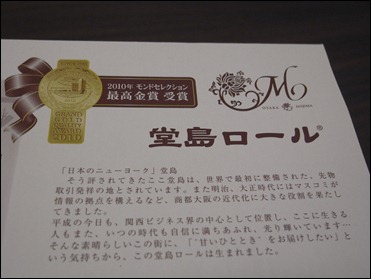 2010年 モンドセレクション
最高金賞 受賞
GRAND
GOLD
QUALITY
AWARD 2010
M
OSAKA DOJIMA
堂島ロール®
「日本のニューヨーク」堂島
そう評されてきたここ堂島は、世界で最初に整備された、先物
取引発祥の地とされています。また明治、大正時代にはマスコミが
情報の拠点を構えるなど、商都大阪の近代化に大きな役割を果たし
てきました。
平成の今日も、関西ビジネス界の中心として位置し、ここに生きる
人もまた、いつの時代も自信に満ちあふれ、光り輝いています…
そんな素晴らしいこの街に、「"甘いひととき"をお届けしたい」と
いう気持ちから、この堂島ロールは生まれました。